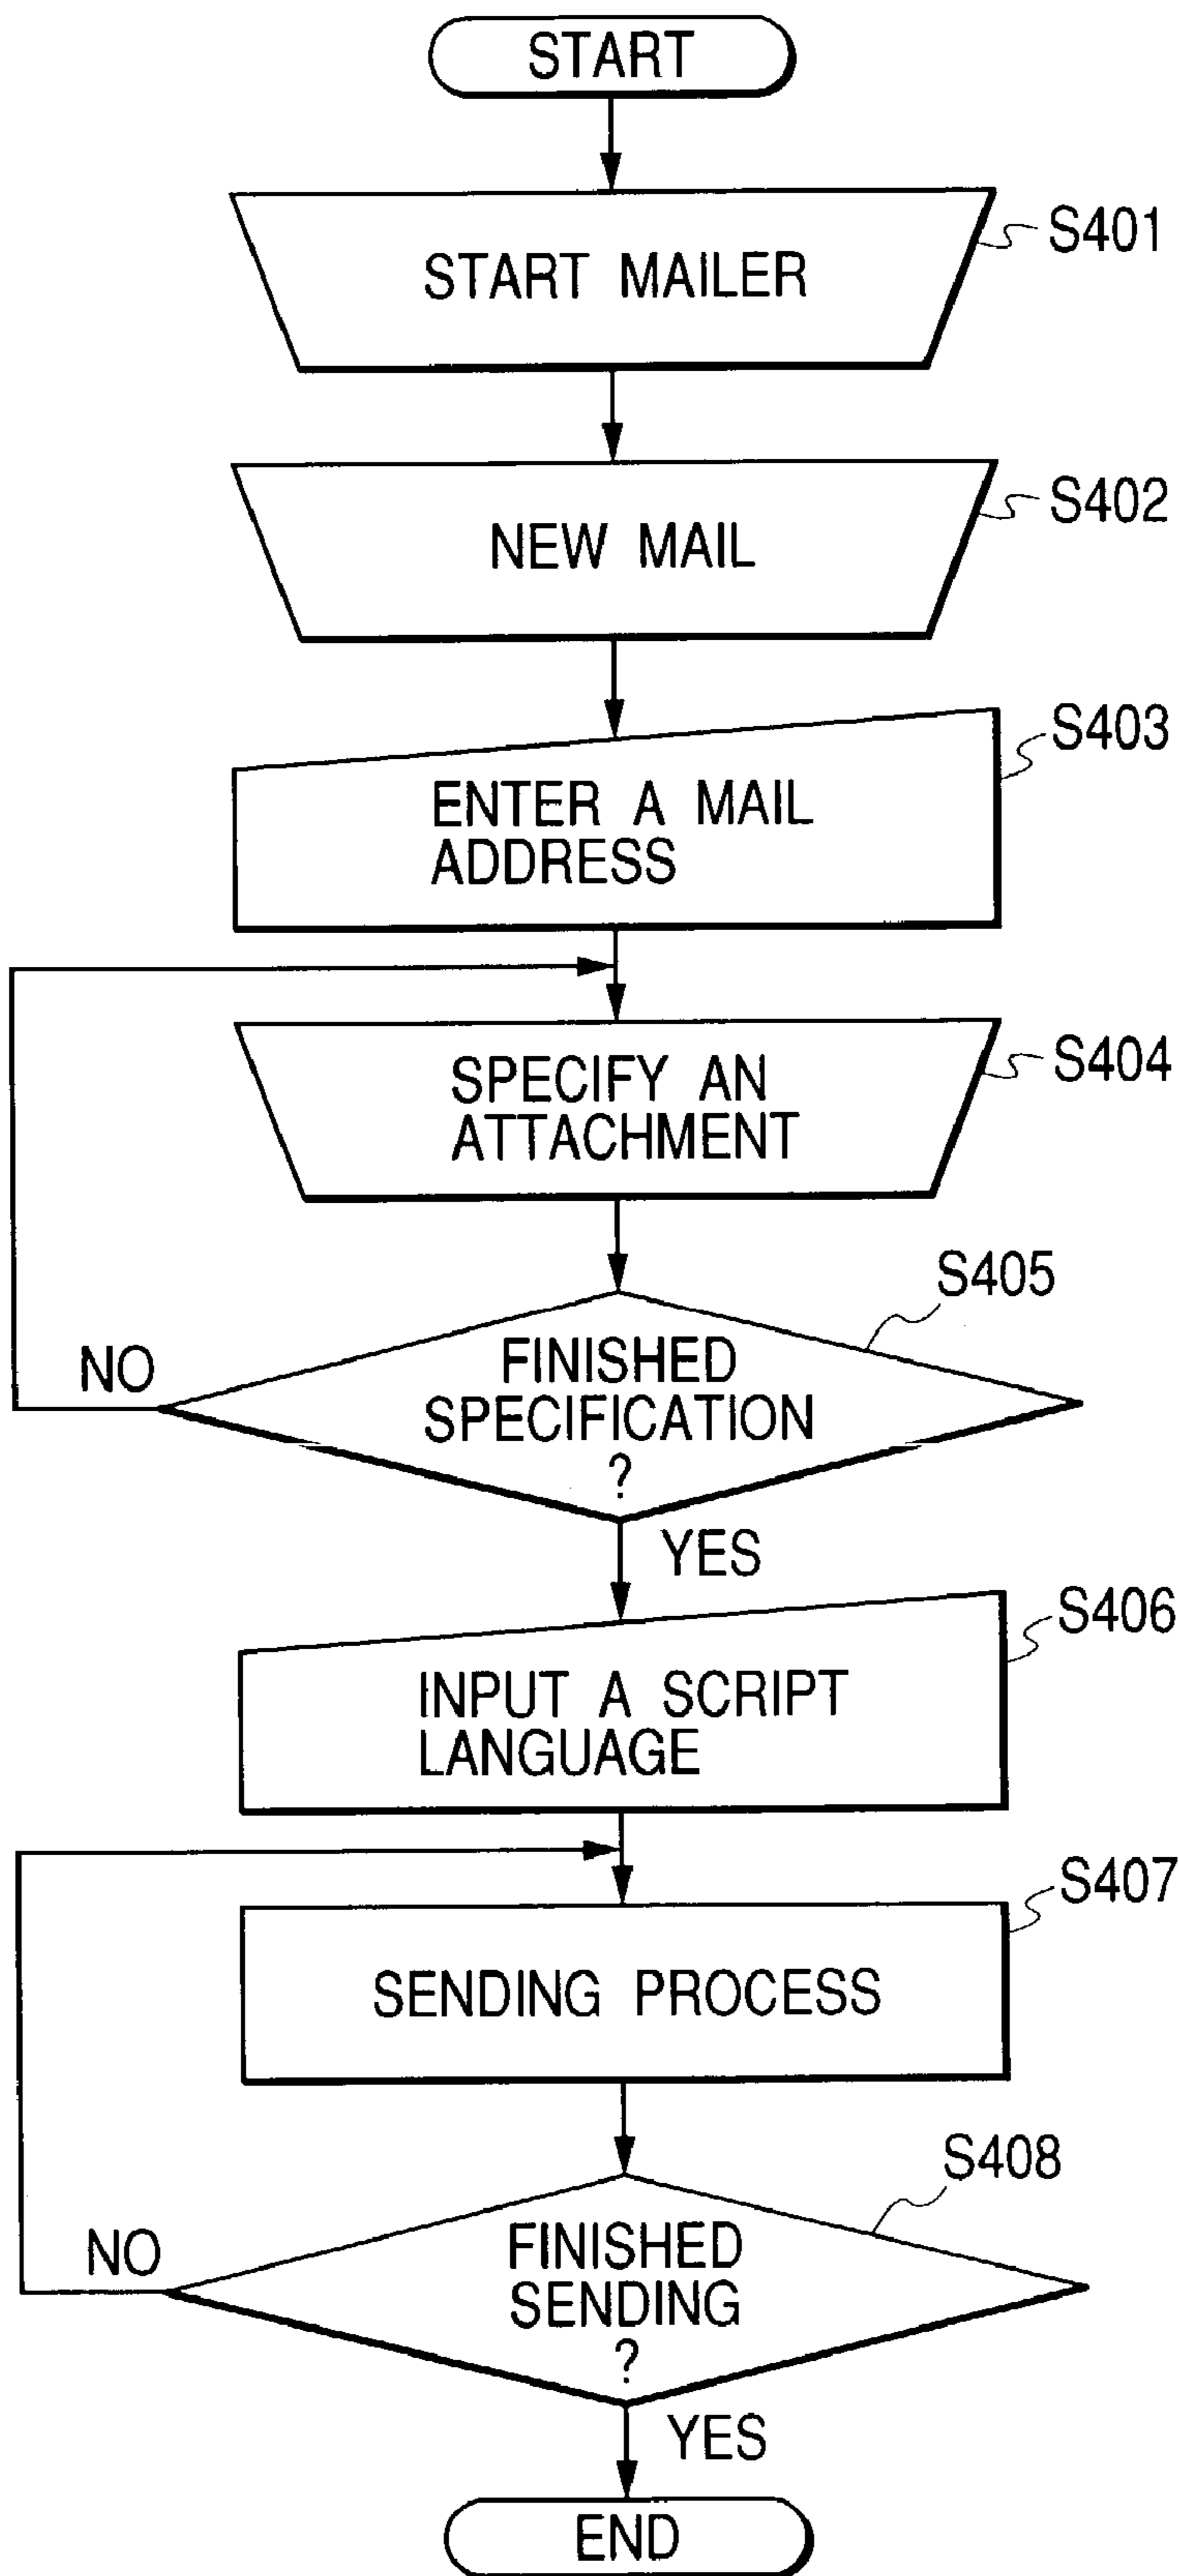 START
START MAILER
S401
NEW MAIL
S402
S403
ENTER A MAIL
ADDRESS
SPECIFY AN
ATTACHMENT
S404
S405
NO
FINISHED
SPECIFICATION
?
YES
S406
INPUT A SCRIPT
LANGUAGE
S407
SENDING PROCESS
S408
NO
FINISHED
SENDING
?
YES
END